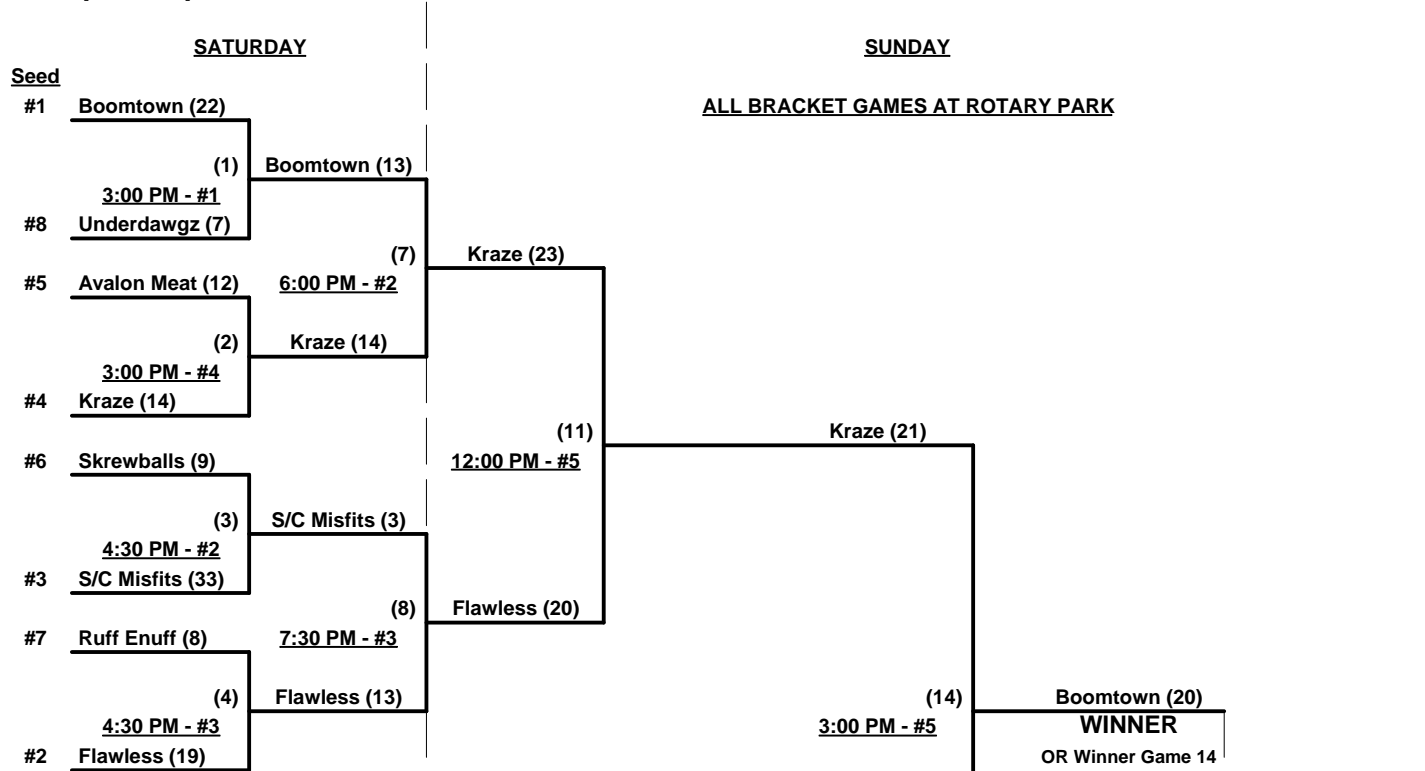 SATURDAY SUNDAY
Seed
#1 Boomtown (22) ALL BRACKET GAMES AT ROTARY PARK
(1) Boomtown (13)
3:00 PM - #1
#8 Underdawgz (7)
(7) Kraze (23)
#5 Avalon Meat (12) 6:00 PM - #2
(2) Kraze (14)
3:00 PM - #4
#4 Kraze (14)
(11) Kraze (21)
#6 Skrewballs (9) 12:00 PM - #5
(3) S/C Misfits (3)
4:30 PM - #2
#3 S/C Misfits (33)
(8) Flawless (20)
#7 Ruff Enuff (8) 7:30 PM - #3
(4) Flawless (13) (14) Boomtown (20)
4:30 PM - #3 3:00 PM - #5 WINNER
#2 Flawless (19) OR Winner Game 14